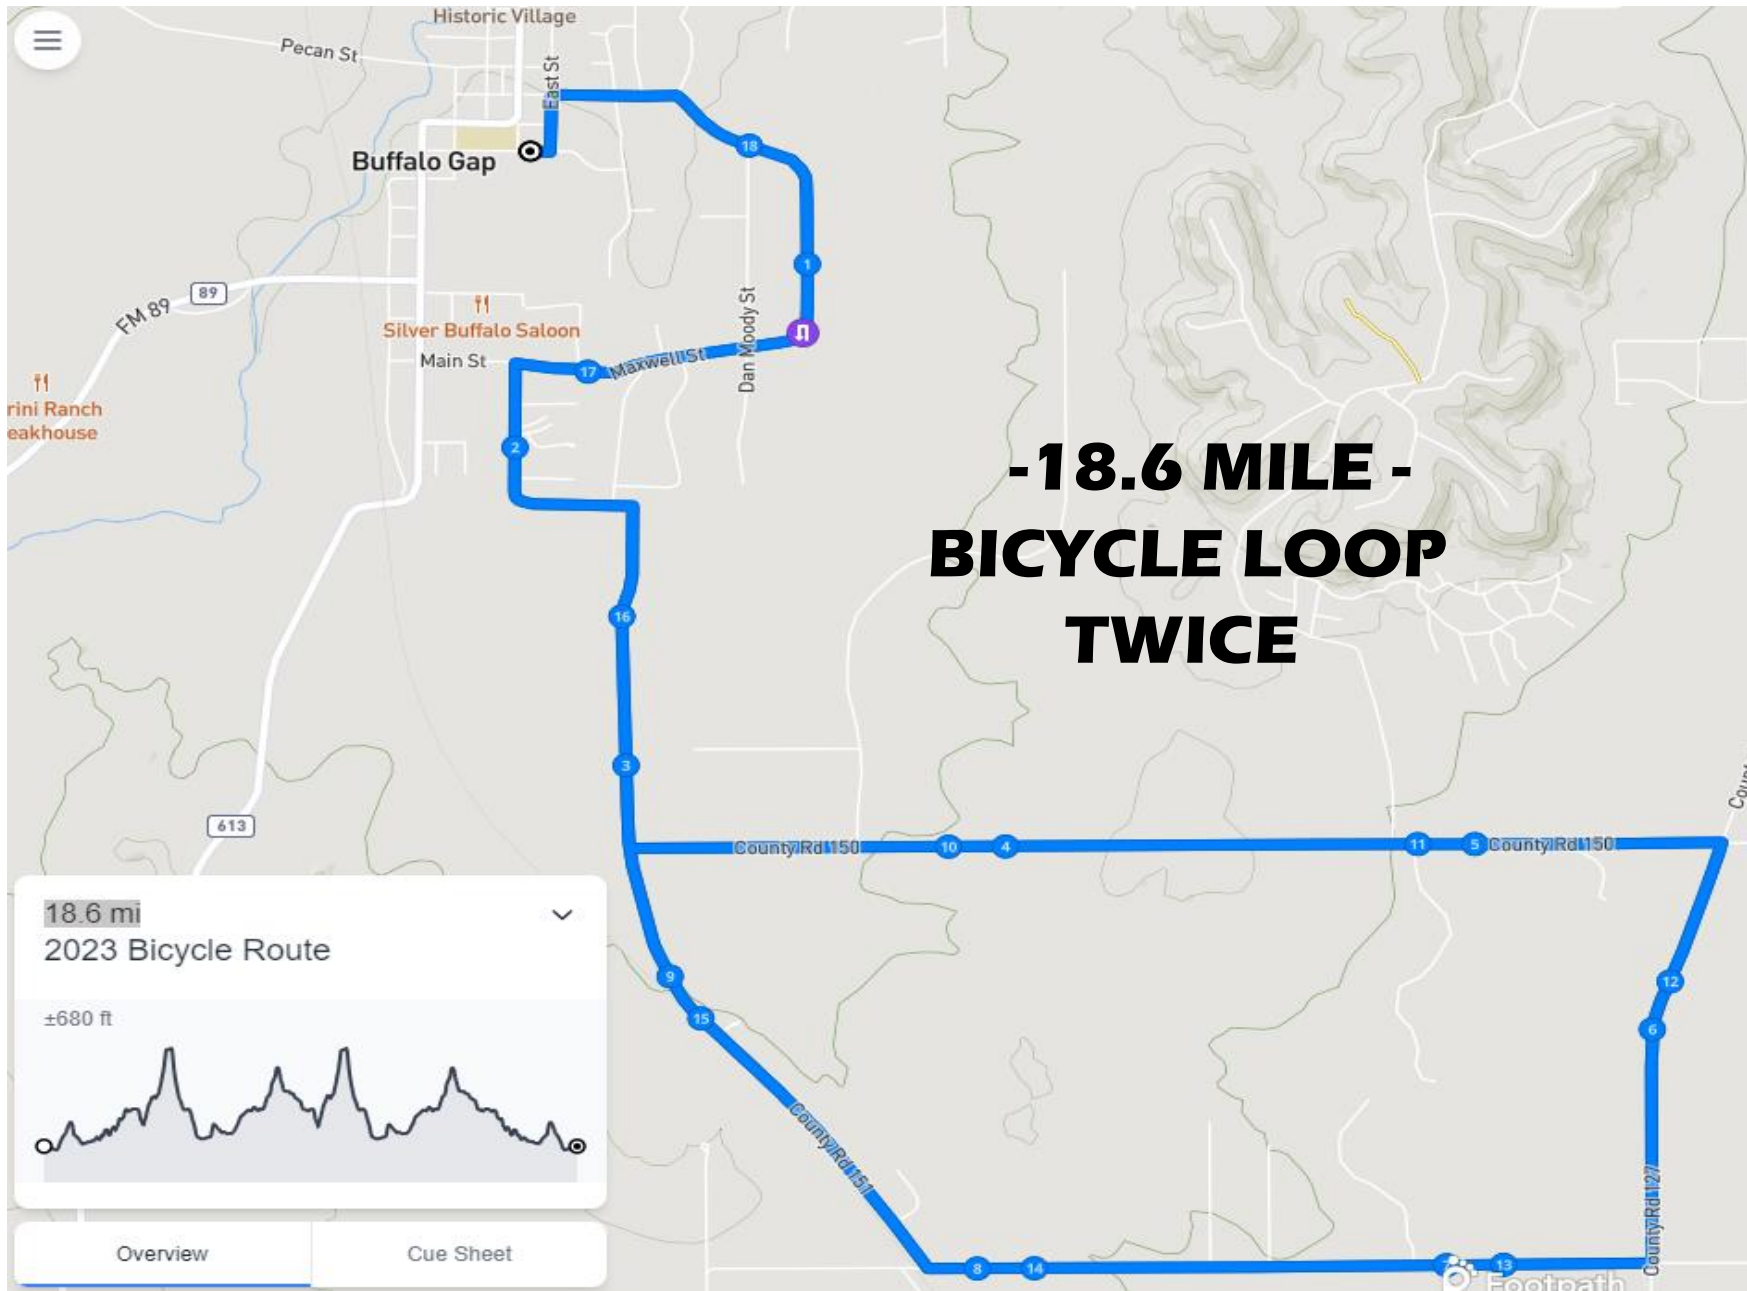 Historic Village
Pecan St
East St
18
Buffalo Gap
1
89
FM 89
Silver Buffalo Saloon
Main St
17
Maxwell St
Dan Moody St
rini Ranch
eakhouse
2
-18.6 MILE -
BICYCLE LOOP
TWICE
16
3
613
County Rd 150
10
4
11
5
County Rd 150
18.6 mi
2023 Bicycle Route
±680 ft
9
15
12
6
County Rd 151
County Rd 127
8
14
13
Footpath
Overview
Cue Sheet